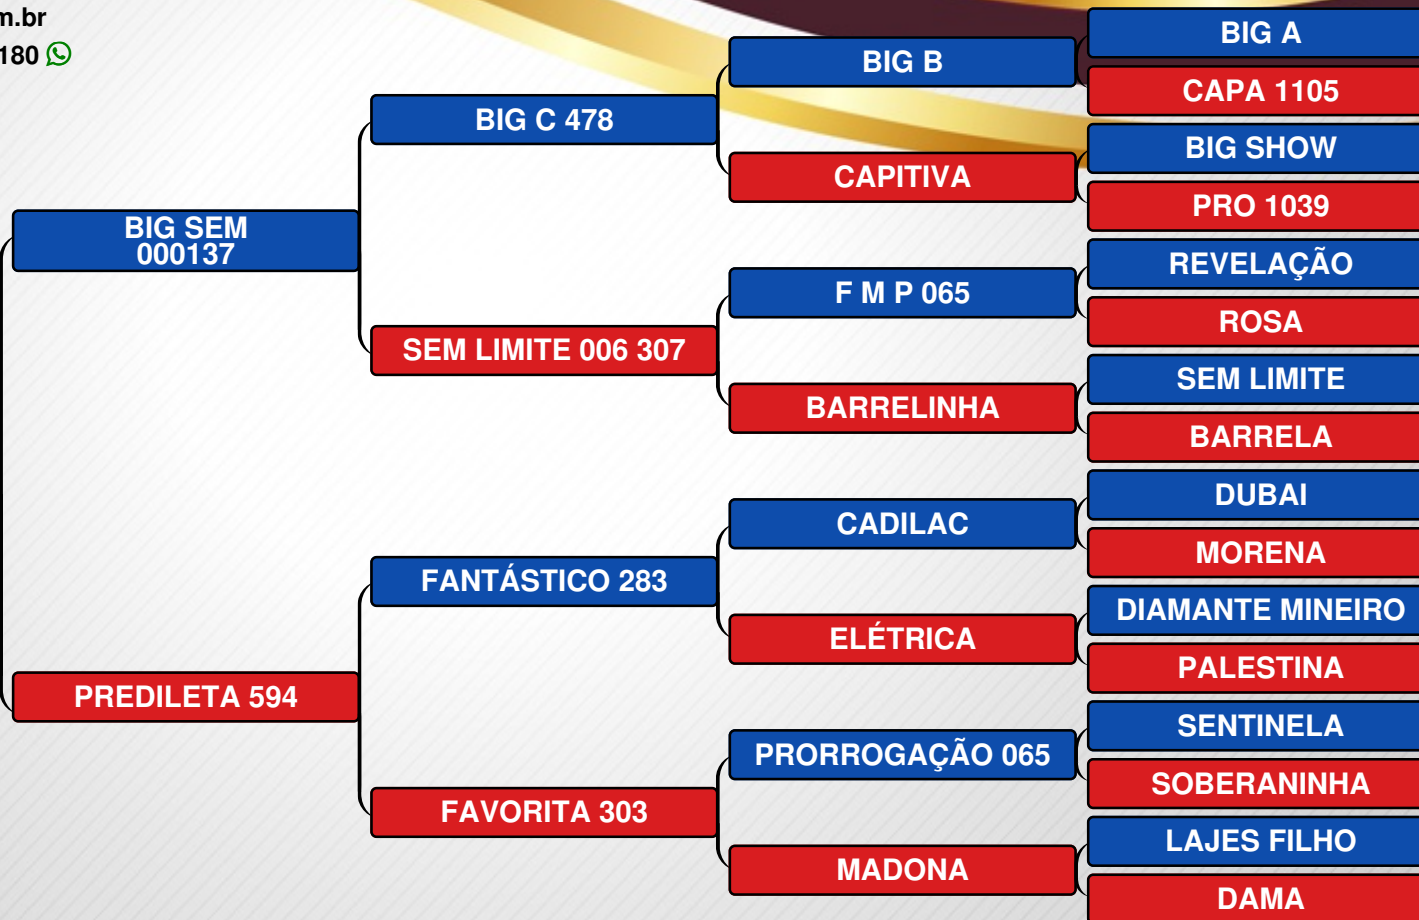 m.br
180
BIG A
BIG B
CAPA 1105
BIG C 478
BIG SHOW
CAPITIVA
PRO 1039
BIG SEM
000137
REVELAÇÃO
F M P 065
ROSA
SEM LIMITE 006 307
SEM LIMITE
BARRELINHA
BARRELA
DUBAI
CADILAC
MORENA
FANTÁSTICO 283
DIAMANTE MINEIRO
ELÉTRICA
PALESTINA
PREDILETA 594
SENTINELA
PRORROGAÇÃO 065
SOBERANINHA
FAVORITA 303
LAJES FILHO
MADONA
DAMA